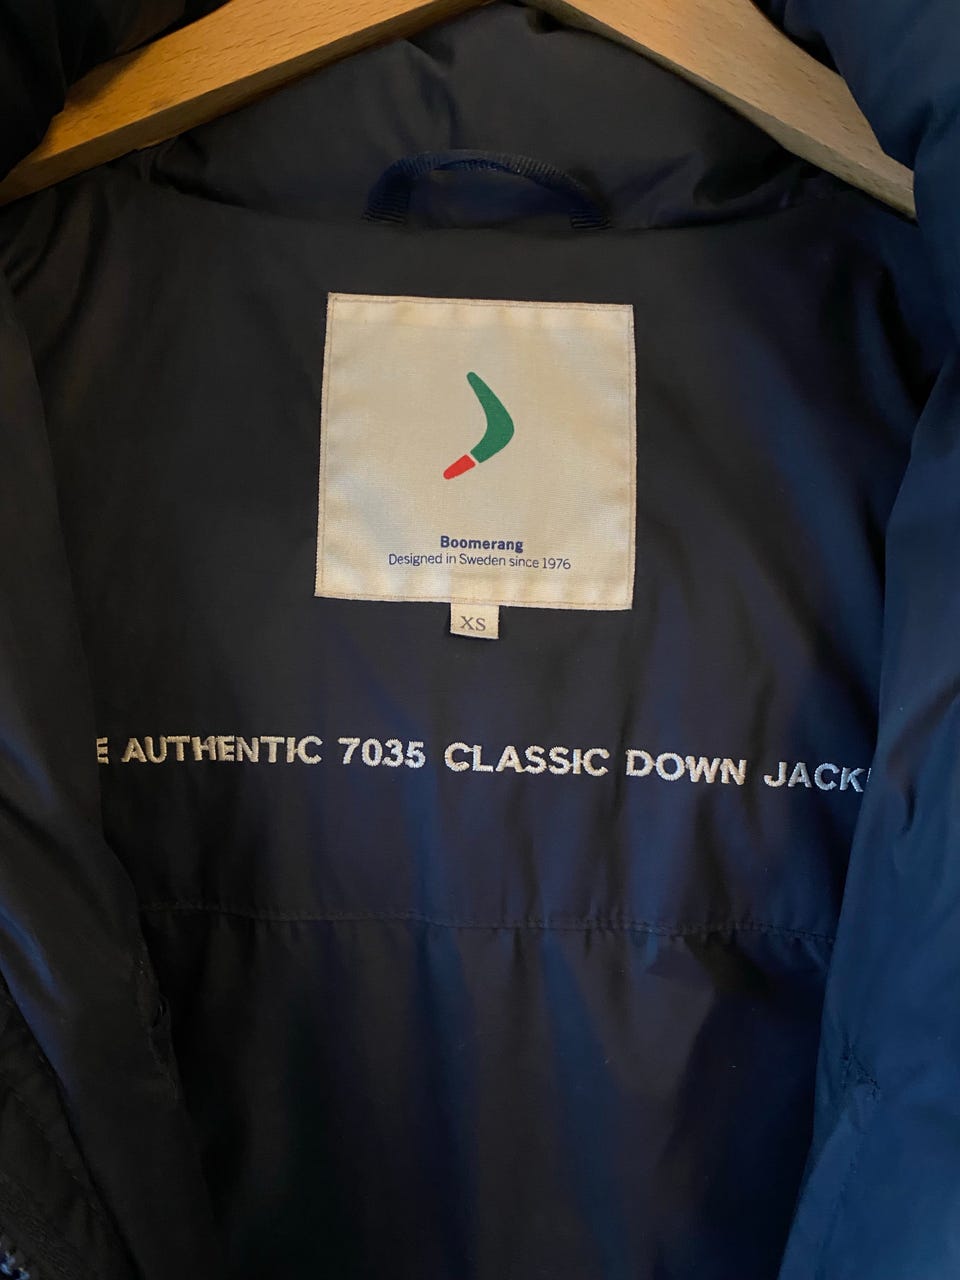 Boomerang
Designed in Sweden since 1976
XS
E AUTHENTIC 7035 CLASSIC DOWN JACK